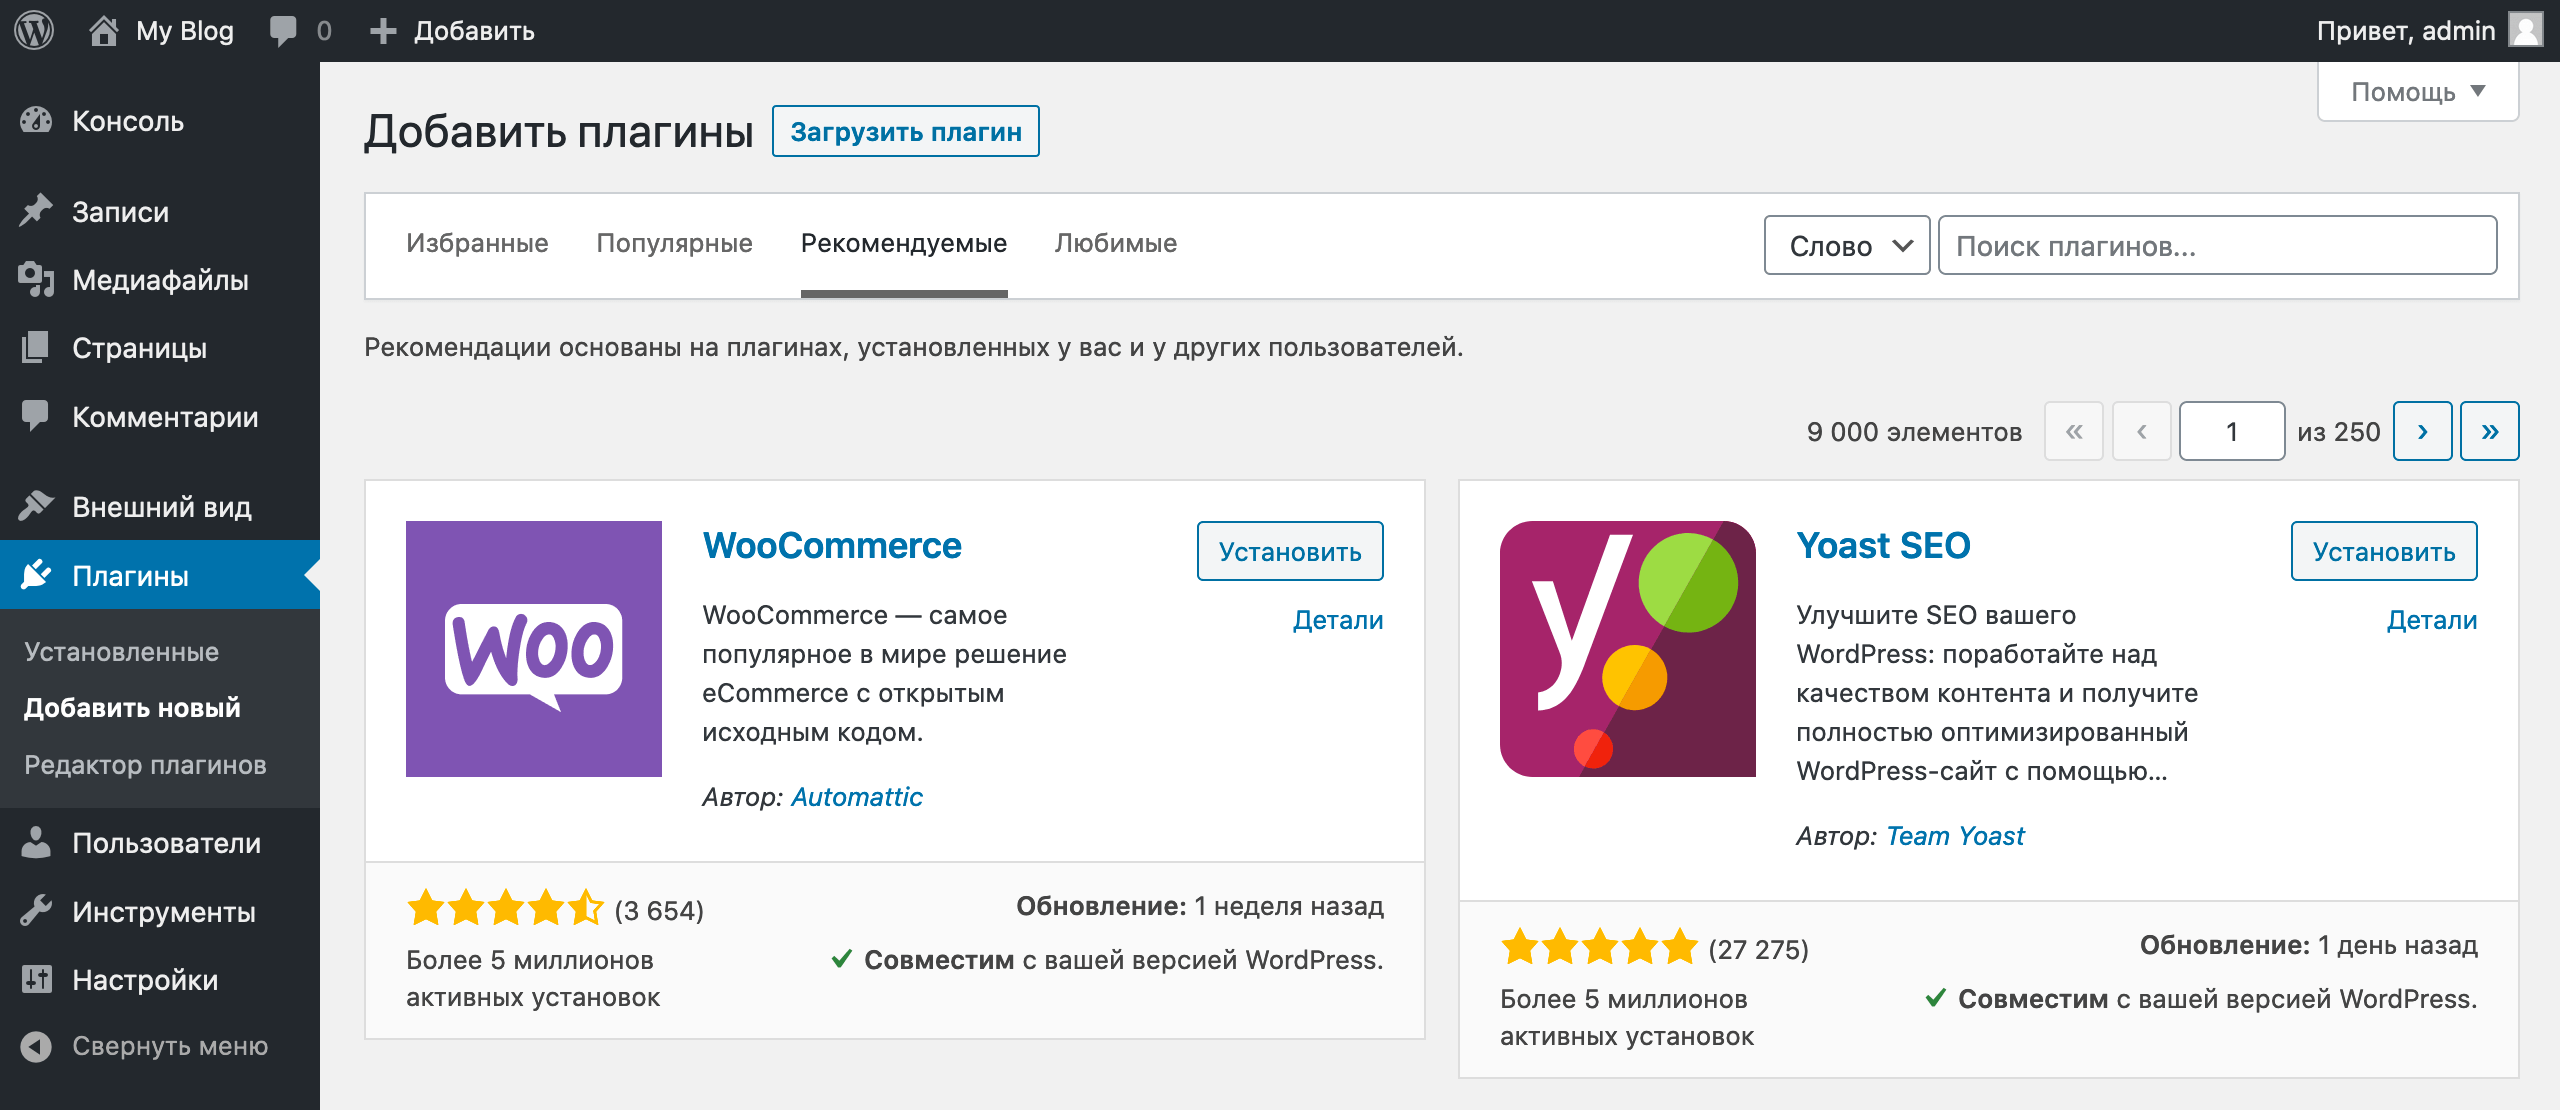 My Blog 0 Добавить Привет, admin
Помощь
Консоль
Записи
Медиафайлы
Страницы
Комментарии
Внешний вид
Плагины
Установленные
Добавить новый
Редактор плагинов
Пользователи
Инструменты
Настройки
Свернуть меню
Добавить плагины Загрузить плагин
Избранные Популярные Рекомендуемые Любимые Слово Поиск плагинов...
Рекомендации основаны на плагинах, установленных у вас и у других пользователей.
9 000 элементов « ‹ 1 из 250 › »
Woo
WooCommerce
Установить
Детали
WooCommerce — самое
популярное в мире решение
eCommerce с открытым
исходным кодом.
Автор: Automattic
(3 654)
Более 5 миллионов
активных установок
Обновление: 1 неделя назад
Совместим с вашей версией WordPress.
y
Yoast SEO
Установить
Детали
Улучшите SEO вашего
WordPress: поработайте над
качеством контента и получите
полностью оптимизированный
WordPress-сайт с помощью...
Автор: Team Yoast
(27 275)
Более 5 миллионов
активных установок
Обновление: 1 день назад
Совместим с вашей версией WordPress.